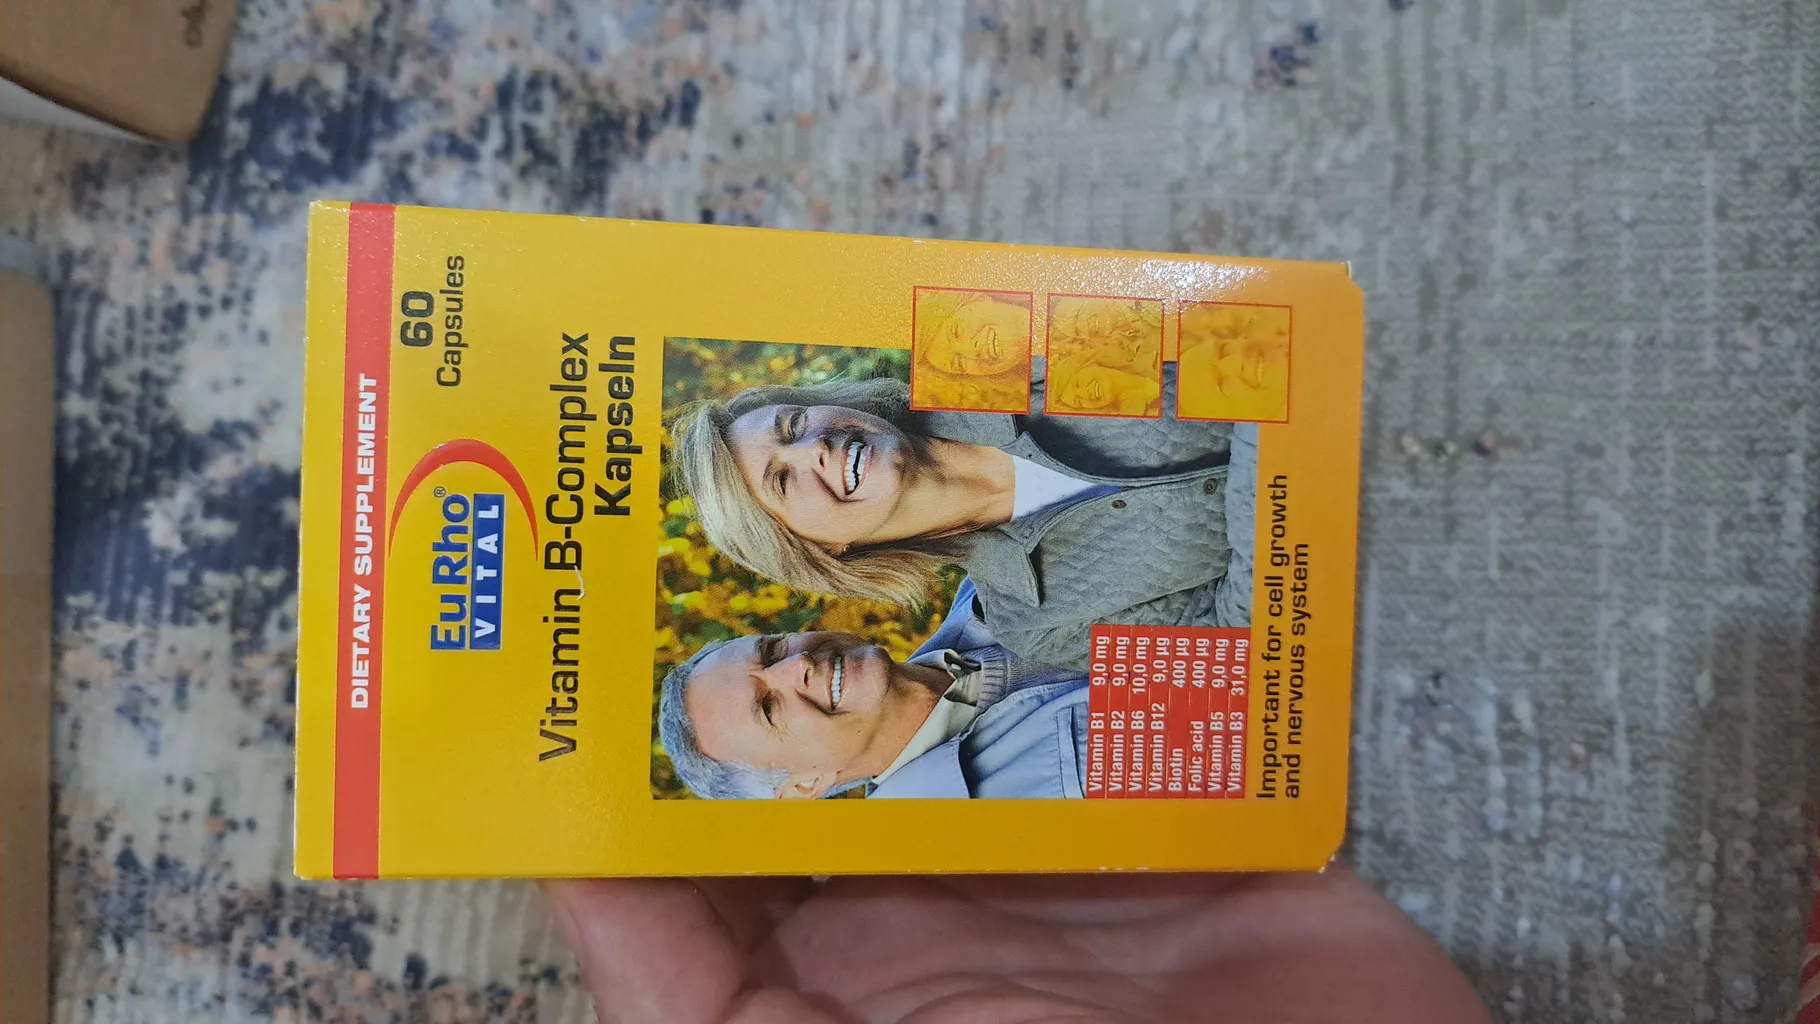 DIETARY SUPPLEMENT
EuRho®
VITAL
60
Capsules
Vitamin B-Complex
Kapseln
Vitamin B1 9,0 mg
Vitamin B2 9,0 mg
Vitamin B6 10,0 mg
Vitamin B12 9,0 µg
Biotin 400 µg
Folic acid 400 µg
Vitamin B5 9,0 mg
Vitamin B3 31,0 mg
Important for cell growth
and nervous system